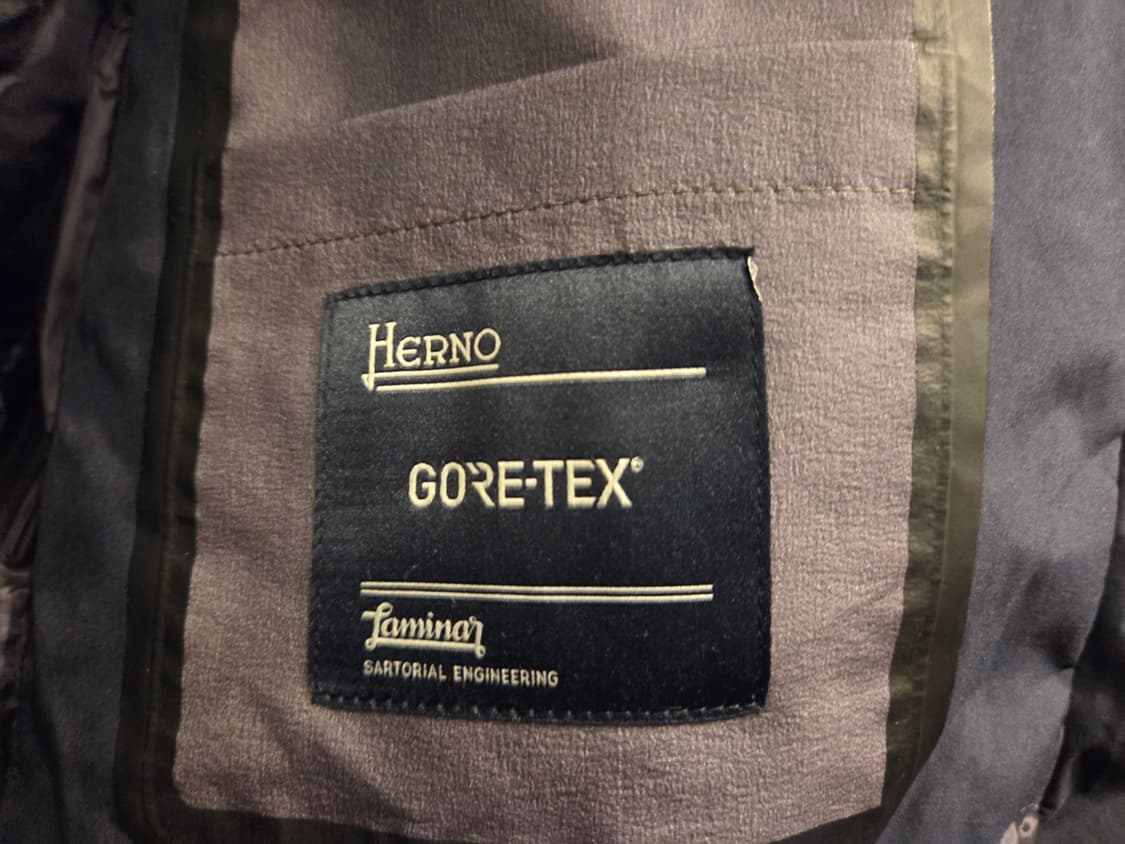 HERNO
GORE-TEX®
Laminar
SARTORIAL ENGINEERING